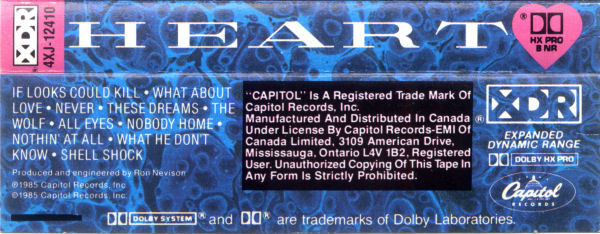 XDR
4XJ-12410
HEART
® DD
HX PRO
B NR
IF LOOKS COULD KILL • WHAT ABOUT
LOVE • NEVER • THESE DREAMS • THE
WOLF • ALL EYES • NOBODY HOME •
NOTHIN' AT ALL • WHAT HE DON'T
KNOW • SHELL SHOCK
Produced and engineered by Ron Nevison
℗1985 Capitol Records, Inc.
©1985 Capitol Records, Inc.
"CAPITOL" Is A Registered Trade Mark Of
Capitol Records, Inc.
Manufactured And Distributed In Canada
Under License By Capitol Records-EMI Of
Canada Limited, 3109 American Drive,
Mississauga, Ontario L4V 1B2, Registered
User. Unauthorized Copying Of This Tape In
Any Form Is Strictly Prohibited.
XDR
®
EXPANDED
DYNAMIC RANGE
DD DOLBY HX PRO
Capitol
RECORDS
DD DOLBY SYSTEM ® and DD ® are trademarks of Dolby Laboratories.